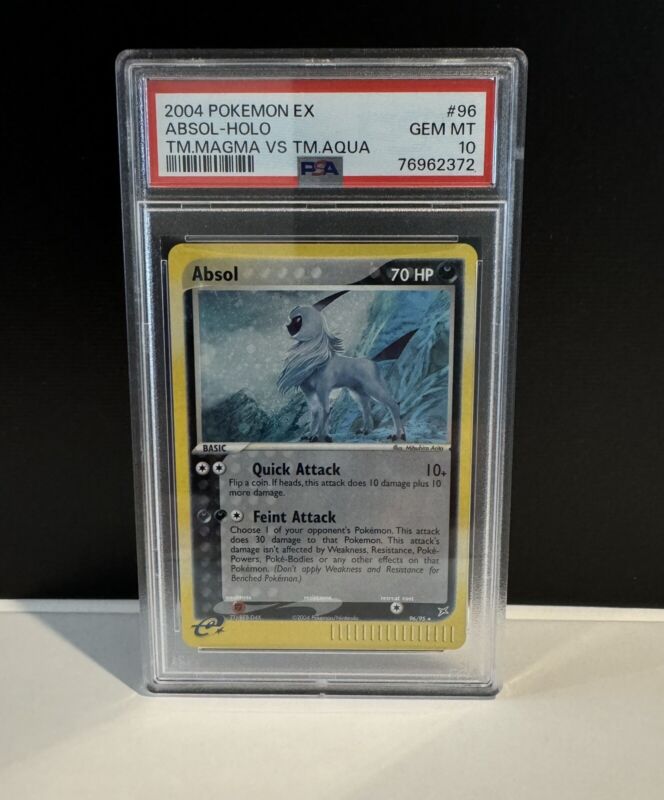 2004 POKEMON EX #96
ABSOL-HOLO GEM MT
TM.MAGMA VS TM.AQUA 10
PSA 76962372
Absol 70 HP
BASIC Illus. Mitsuhiro Arita
Quick Attack 10+
Flip a coin. If heads, this attack does 10 damage plus 10
more damage.
Feint Attack
Choose 1 of your opponent's Pokémon. This attack
does 30 damage to that Pokémon. This attack's
damage isn't affected by Weakness, Resistance, Poké-
Powers, Poké-Bodies or any other effects on that
Pokémon. (Don't apply Weakness and Resistance for
Benched Pokémon.)
weakness resistance retreat cost
©2004 Pokémon/Nintendo 96/95
e